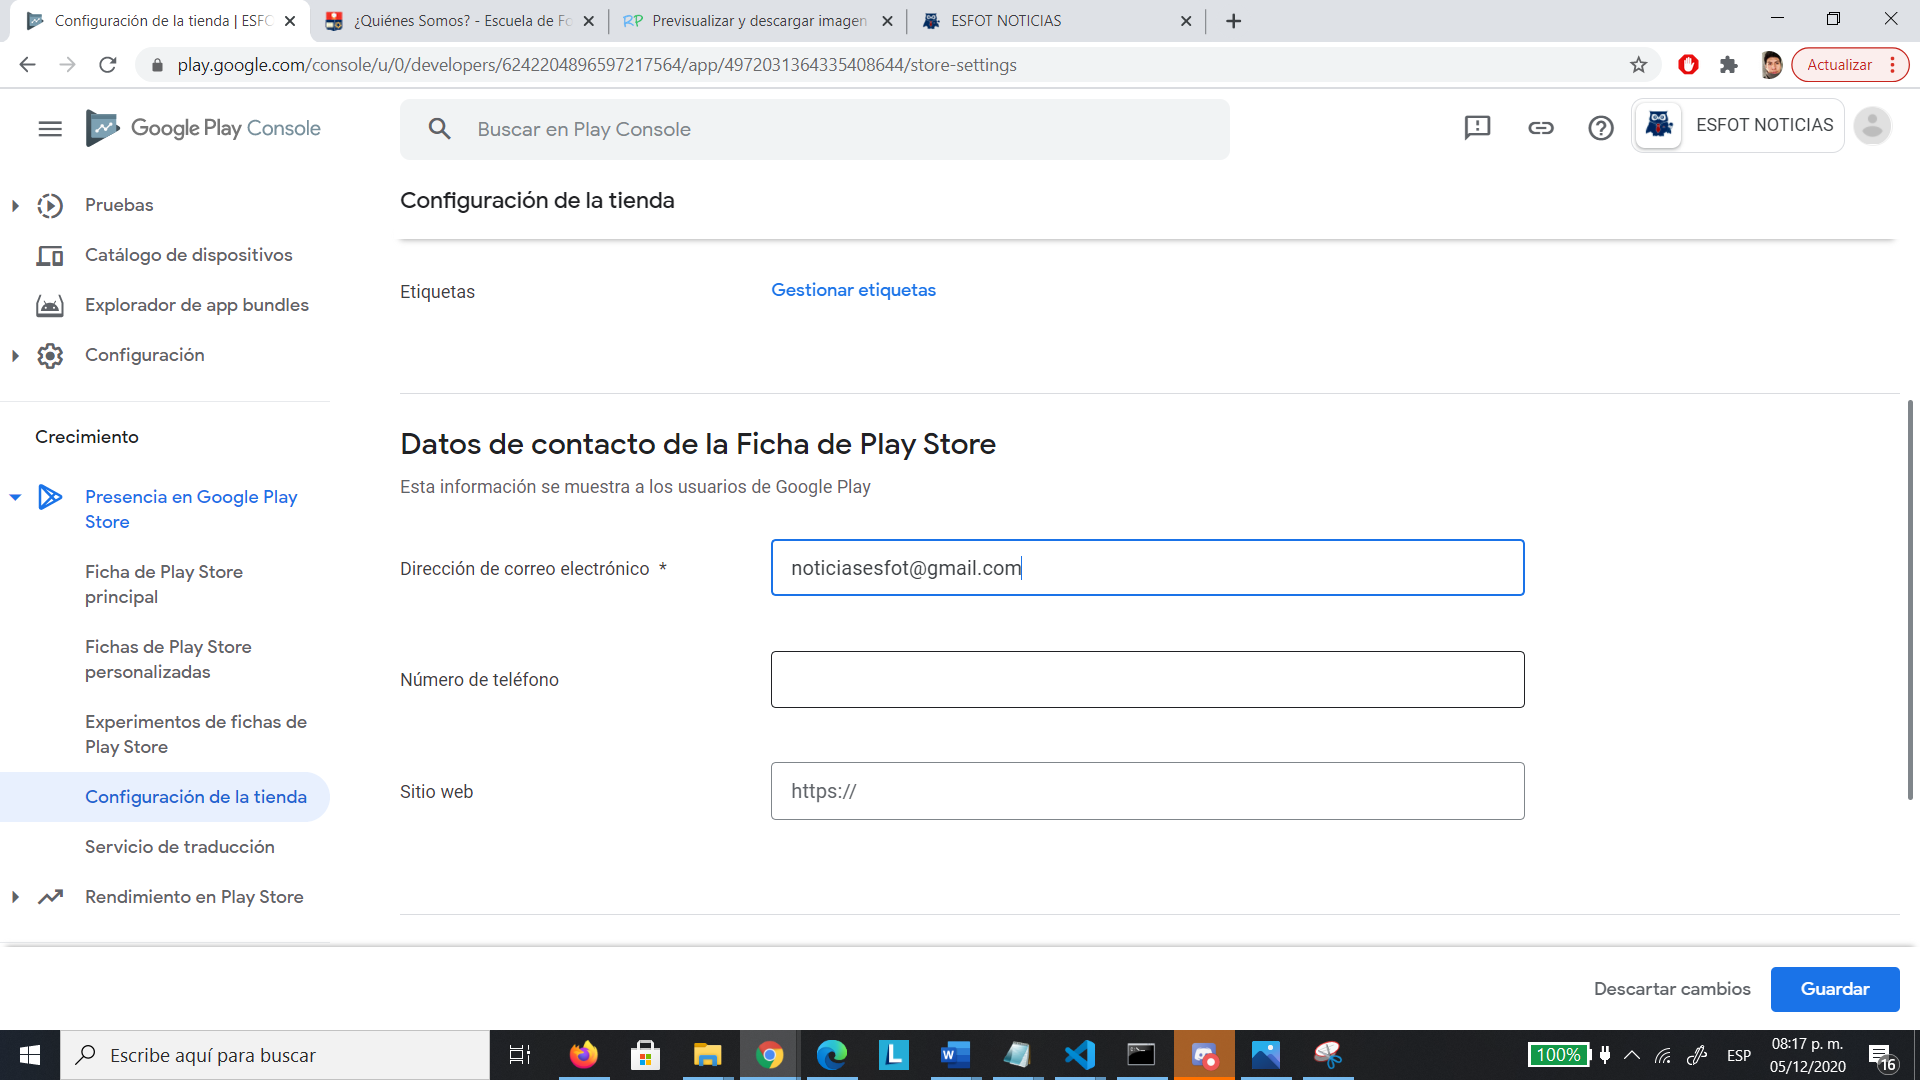 Configuración de la tienda | ESFO
¿Quiénes Somos? - Escuela de Fo
RP Previsualizar y descargar imagen
ESFOT NOTICIAS
play.google.com/console/u/0/developers/6242204896597217564/app/4972031364335408644/store-settings
Actualizar
Google Play Console
Buscar en Play Console
ESFOT NOTICIAS
Pruebas
Catálogo de dispositivos
Explorador de app bundles
Configuración
Crecimiento
Presencia en Google Play
Store
Ficha de Play Store
principal
Fichas de Play Store
personalizadas
Experimentos de fichas de
Play Store
Configuración de la tienda
Servicio de traducción
Rendimiento en Play Store
Configuración de la tienda
Etiquetas
Gestionar etiquetas
Datos de contacto de la Ficha de Play Store
Esta información se muestra a los usuarios de Google Play
Dirección de correo electrónico *
noticiasesfot@gmail.com
Número de teléfono
Sitio web
https://
Descartar cambios
Guardar
Escribe aquí para buscar
100%
ESP
08:17 p. m.
05/12/2020
16